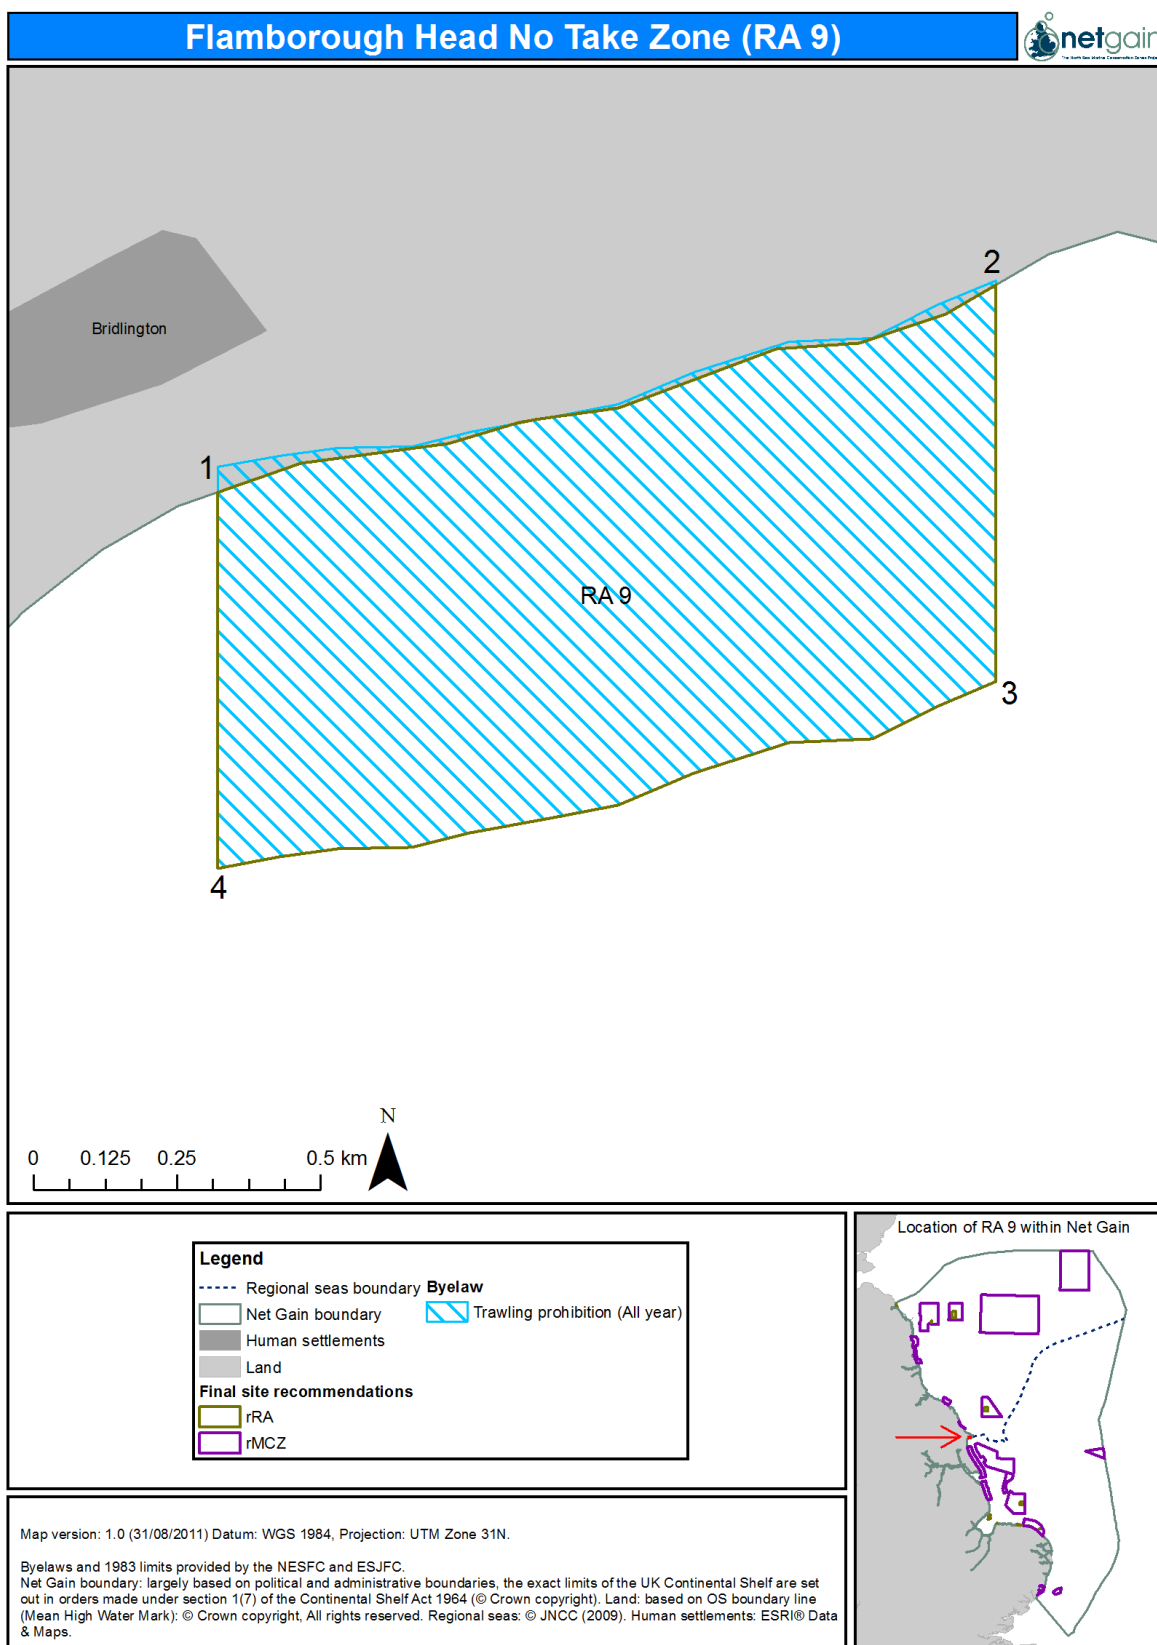 Flamborough Head No Take Zone (RA 9)
netgain
The North Sea Marine Conservation Zones Project
2
Bridlington
1
RA 9
3
4
N
0 0.125 0.25 0.5 km
Location of RA 9 within Net Gain
Legend
Regional seas boundary Byelaw
Net Gain boundary Trawling prohibition (All year)
Human settlements
Land
Final site recommendations
rRA
rMCZ
Map version: 1.0 (31/08/2011) Datum: WGS 1984, Projection: UTM Zone 31N.
Byelaws and 1983 limits provided by the NESFC and ESJFC.
Net Gain boundary: largely based on political and administrative boundaries, the exact limits of the UK Continental Shelf are set
out in orders made under section 1(7) of the Continental Shelf Act 1964 (© Crown copyright). Land: based on OS boundary line
(Mean High Water Mark): © Crown copyright, All rights reserved. Regional seas: © JNCC (2009). Human settlements: ESRI® Data
& Maps.